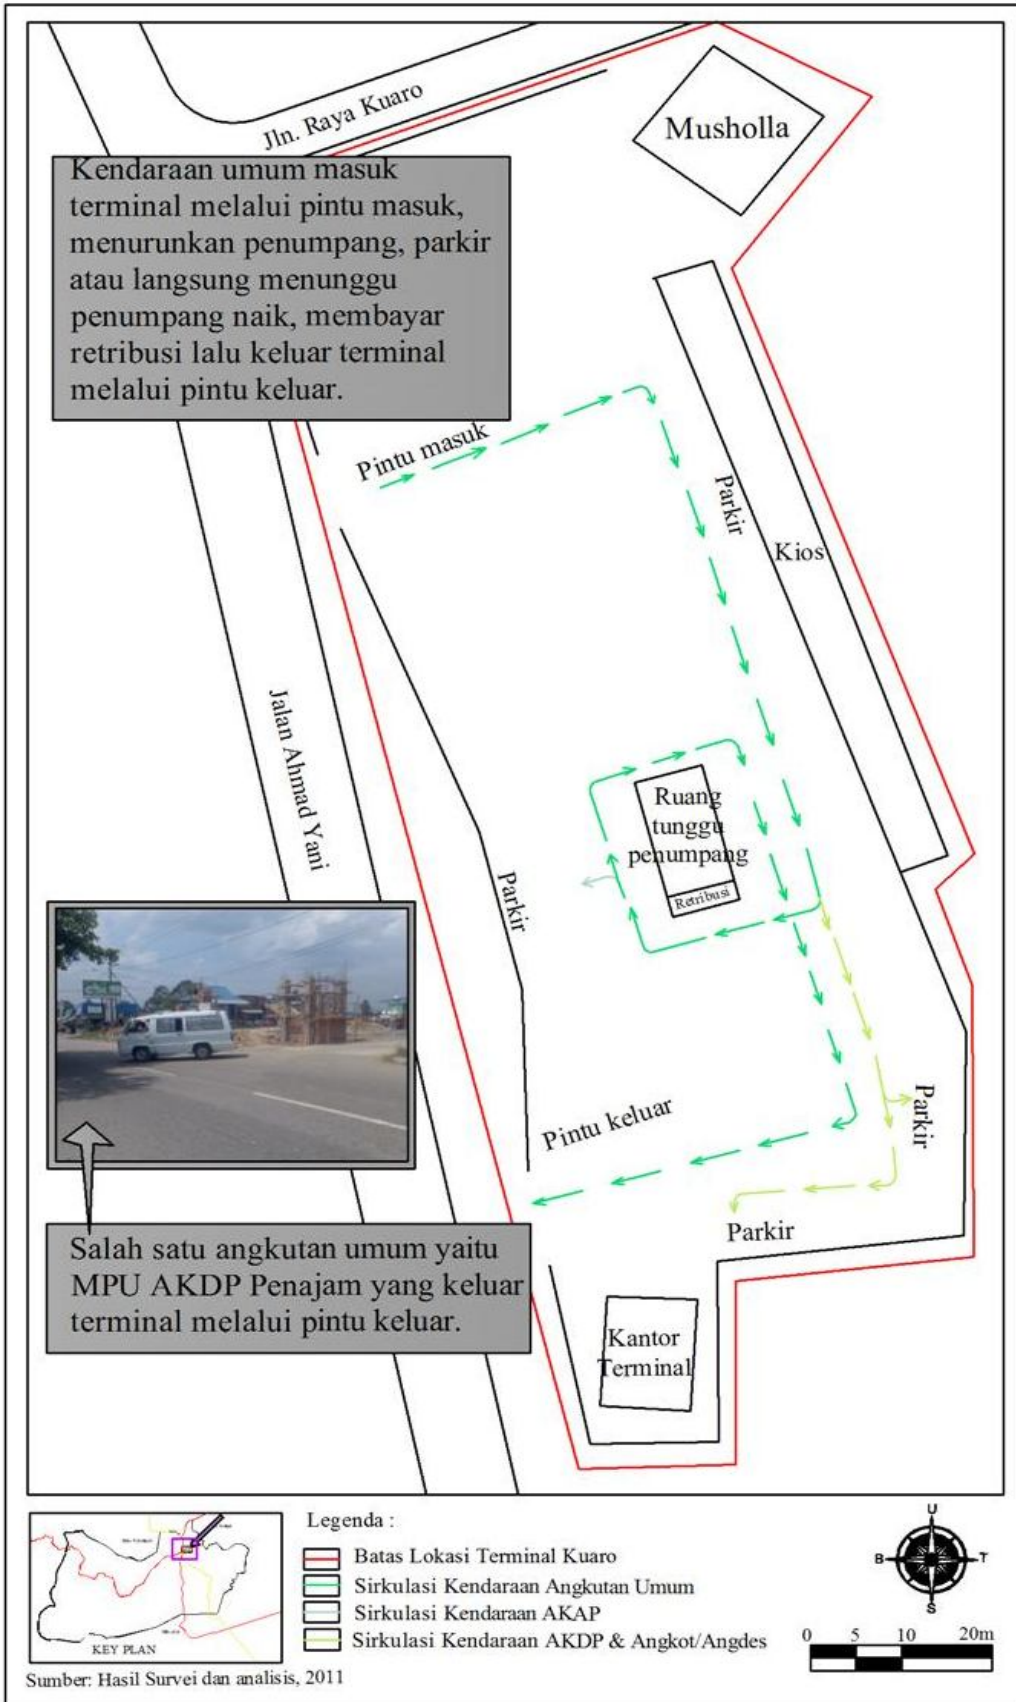 Jln. Raya Kuaro
Musholla
Kendaraan umum masuk
terminal melalui pintu masuk,
menurunkan penumpang, parkir
atau langsung menunggu
penumpang naik, membayar
retribusi lalu keluar terminal
melalui pintu keluar.
Pintu masuk
Parkir
Kios
Jalan Ahmad Yani
Ruang
tunggu
penumpang
Retribusi
Parkir
Pintu keluar
Parkir
Parkir
Salah satu angkutan umum yaitu
MPU AKDP Penajam yang keluar
terminal melalui pintu keluar.
Kantor
Terminal
KEY PLAN
Legenda :
Batas Lokasi Terminal Kuaro
Sirkulasi Kendaraan Angkutan Umum
Sirkulasi Kendaraan AKAP
Sirkulasi Kendaraan AKDP & Angkot/Angdes
U
B
T
S
0 5 10 20m
Sumber: Hasil Survei dan analisis, 2011